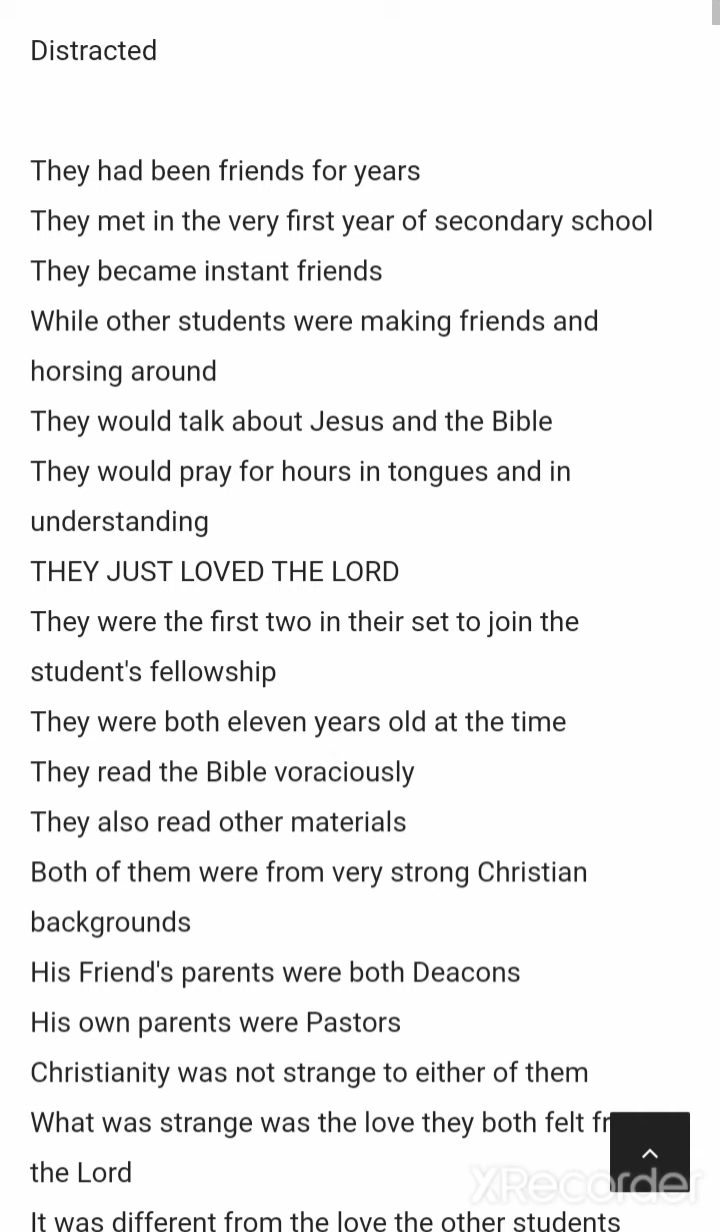 Distracted
They had been friends for years
They met in the very first year of secondary school
They became instant friends
While other students were making friends and
horsing around
They would talk about Jesus and the Bible
They would pray for hours in tongues and in
understanding
THEY JUST LOVED THE LORD
They were the first two in their set to join the
student's fellowship
They were both eleven years old at the time
They read the Bible voraciously
They also read other materials
Both of them were from very strong Christian
backgrounds
His Friend's parents were both Deacons
His own parents were Pastors
Christianity was not strange to either of them
What was strange was the love they both felt
the Lord
XRecorder
It was different from the love the other students